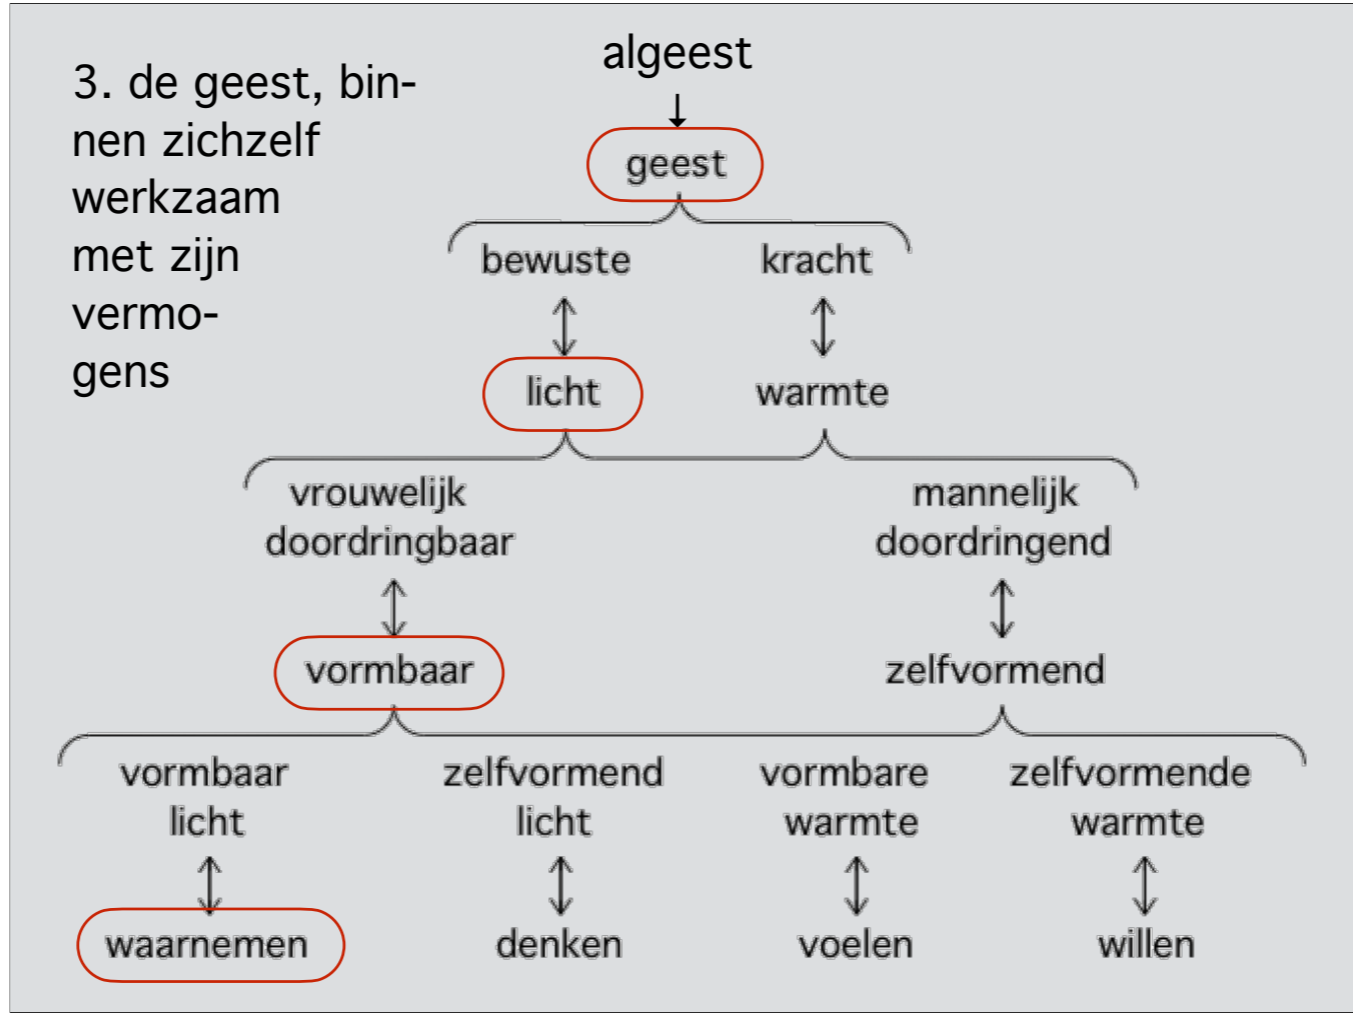 algeest
3. de geest, bin-
nen zichzelf
werkzaam
met zijn
vermo-
gens
geest
bewuste kracht
licht warmte
vrouwelijk mannelijk
doordringbaar doordringend
vormbaar zelfvormend
vormbaar zelfvormend vormbare zelfvormende
licht licht warmte warmte
waarnemen denken voelen willen